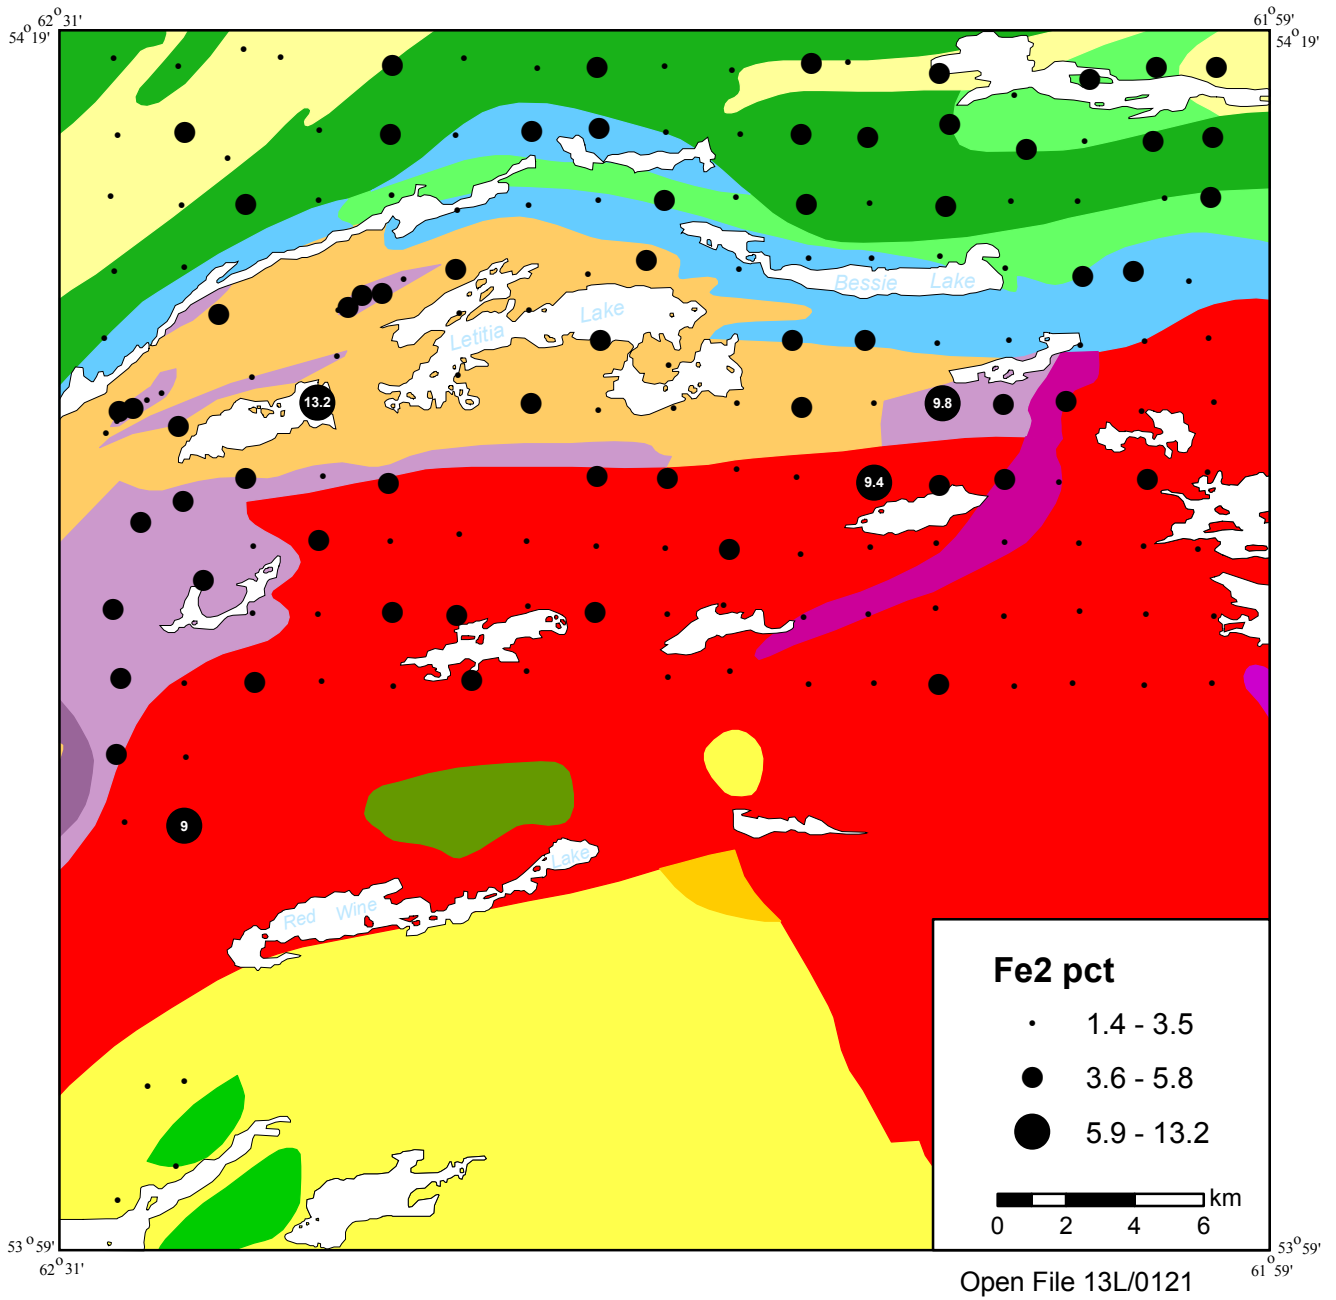 62° 31'
61° 59'
54° 19'
54° 19'
Bessie Lake
Letitia Lake
13.2
9.8
9.4
9
Lake
Red Wine
Fe2 pct
1.4 - 3.5
3.6 - 5.8
5.9 - 13.2
km
0 2 4 6
53° 59'
53° 59'
62° 31'
61° 59'
Open File 13L/0121